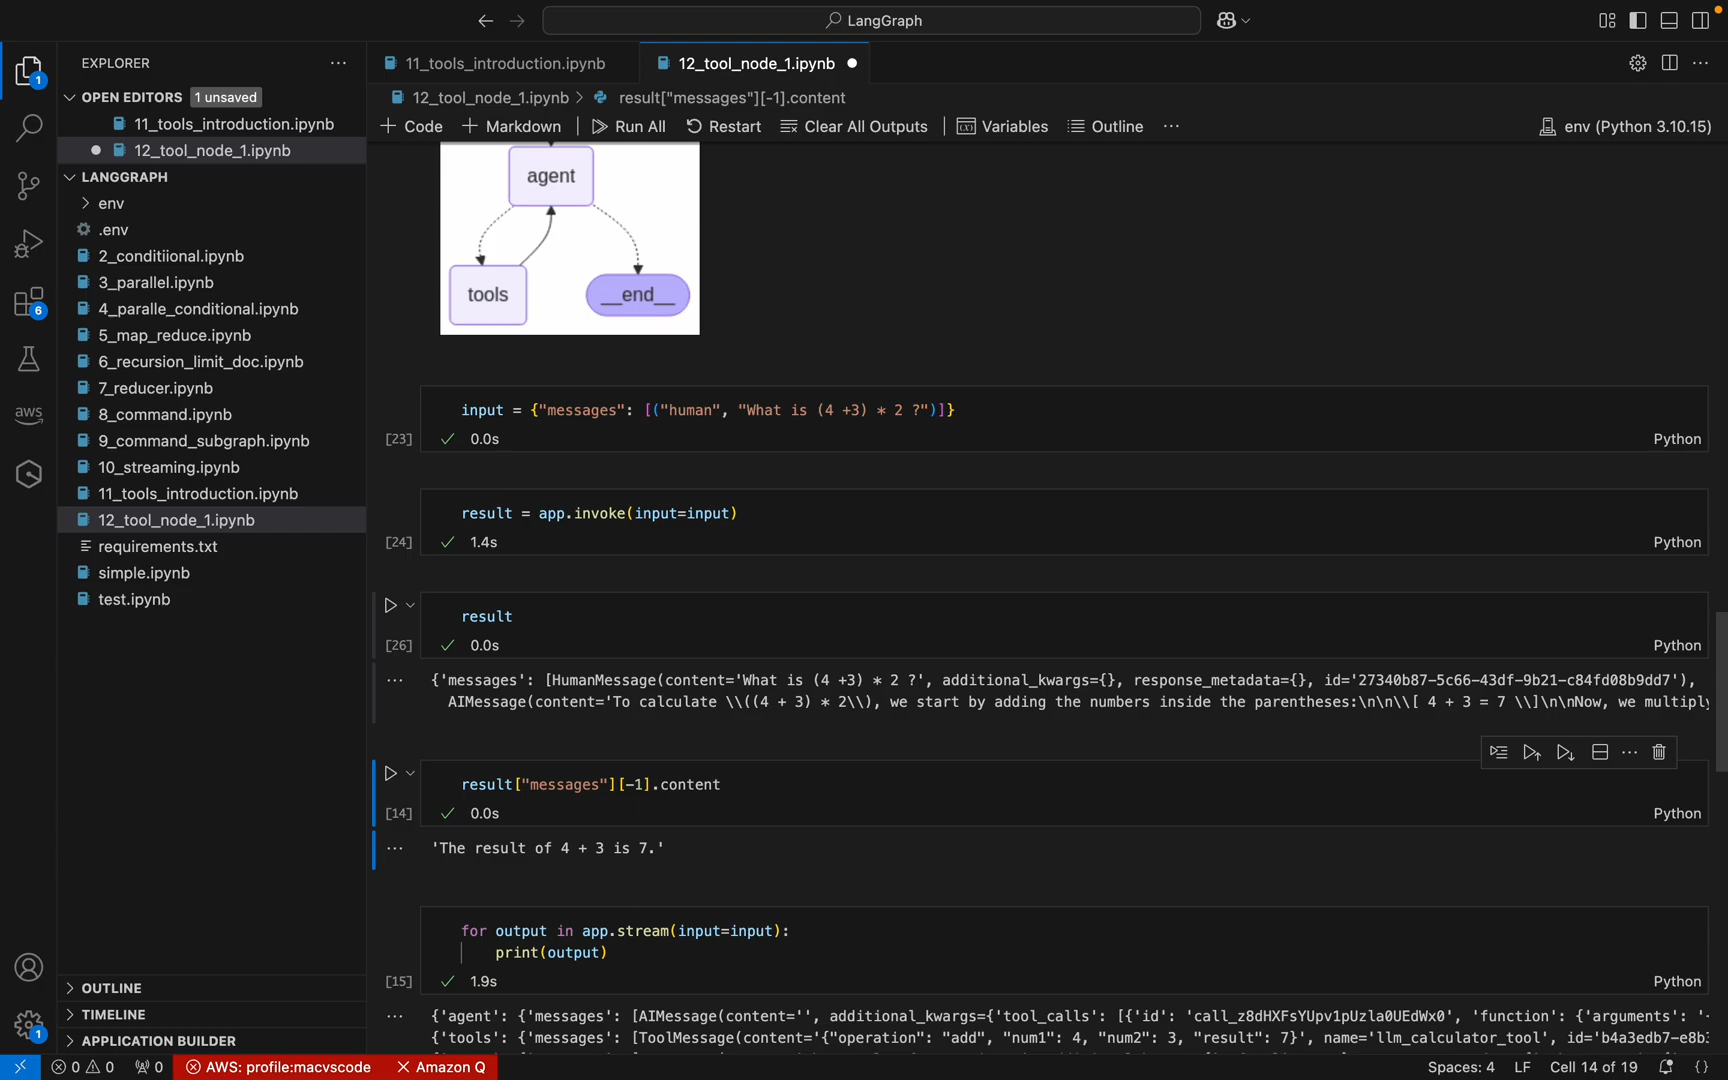 LangGraph
EXPLORER
OPEN EDITORS 1 unsaved
11_tools_introduction.ipynb
12_tool_node_1.ipynb
LANGGRAPH
env
.env
2_conditiional.ipynb
3_parallel.ipynb
4_paralle_conditional.ipynb
5_map_reduce.ipynb
6_recursion_limit_doc.ipynb
7_reducer.ipynb
8_command.ipynb
9_command_subgraph.ipynb
10_streaming.ipynb
11_tools_introduction.ipynb
12_tool_node_1.ipynb
requirements.txt
simple.ipynb
test.ipynb
OUTLINE
TIMELINE
APPLICATION BUILDER
1
6
aws
1
11_tools_introduction.ipynb
12_tool_node_1.ipynb
12_tool_node_1.ipynb > result["messages"][-1].content
+ Code + Markdown Run All Restart Clear All Outputs Variables Outline ... env (Python 3.10.15)
agent
tools
__end__
input = {"messages": [("human", "What is (4 +3) * 2 ?")]}
[23] 0.0s Python
result = app.invoke(input=input)
[24] 1.4s Python
result
[26] 0.0s Python
{'messages': [HumanMessage(content='What is (4 +3) * 2 ?', additional_kwargs={}, response_metadata={}, id='27340b87-5c66-43df-9b21-c84fd08b9dd7'),
AIMessage(content='To calculate \\((4 + 3) * 2\\), we start by adding the numbers inside the parentheses:\n\n\\[ 4 + 3 = 7 \\]\n\nNow, we multiply
result["messages"][-1].content
[14] 0.0s Python
'The result of 4 + 3 is 7.'
for output in app.stream(input=input):
print(output)
[15] 1.9s Python
{'agent': {'messages': [AIMessage(content='', additional_kwargs={'tool_calls': [{'id': 'call_z8dHXFsYUpv1pUzla0UEdWx0', 'function': {'arguments': '
{'tools': {'messages': [ToolMessage(content='{"operation": "add", "num1": 4, "num2": 3, "result": 7}', name='llm_calculator_tool', id='b4a3edb7-e8b
0 0 0 AWS: profile:macvscode Amazon Q Spaces: 4 LF Cell 14 of 19 {}